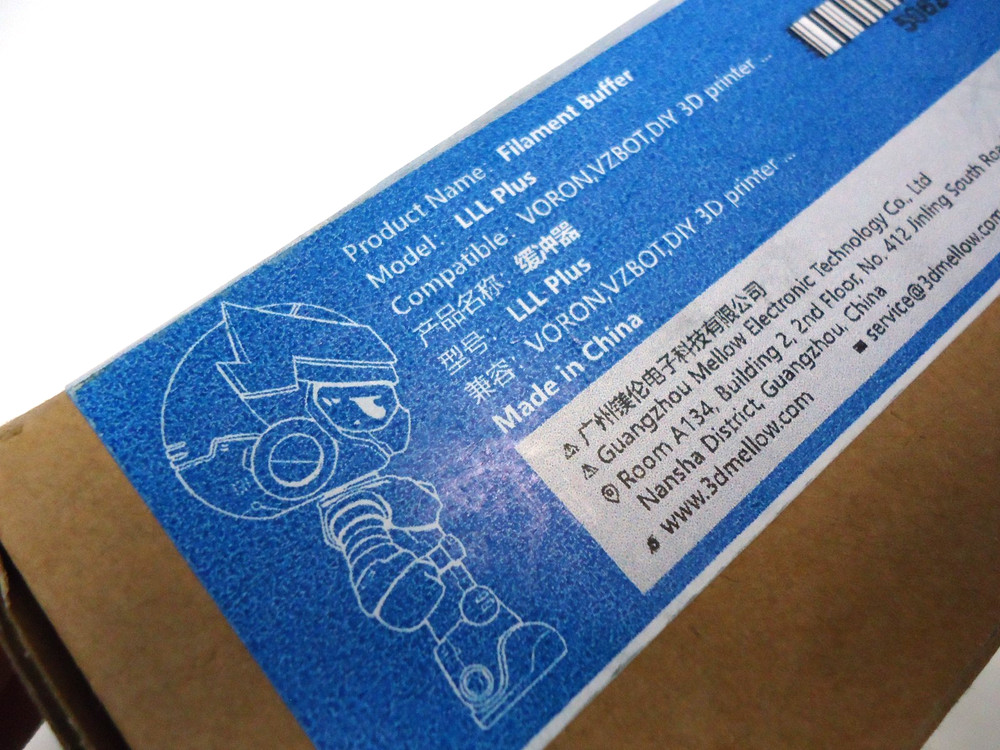 Product Name: Filament Buffer
Model: LLL Plus
Compatible: VORON,VZBOT,DIY 3D printer ...
产品名称: 缓冲器
型号: LLL Plus
兼容: VORON,VZBOT,DIY 3D printer ...
Made in China
广州镁伦电子科技有限公司
Guangzhou Mellow Electronic Technology Co., Ltd
Room A134, Building 2, 2nd Floor, No. 412 Jinling South
Nansha District, Guangzhou, China
www.3dmellow.com
service@3dmellow.com